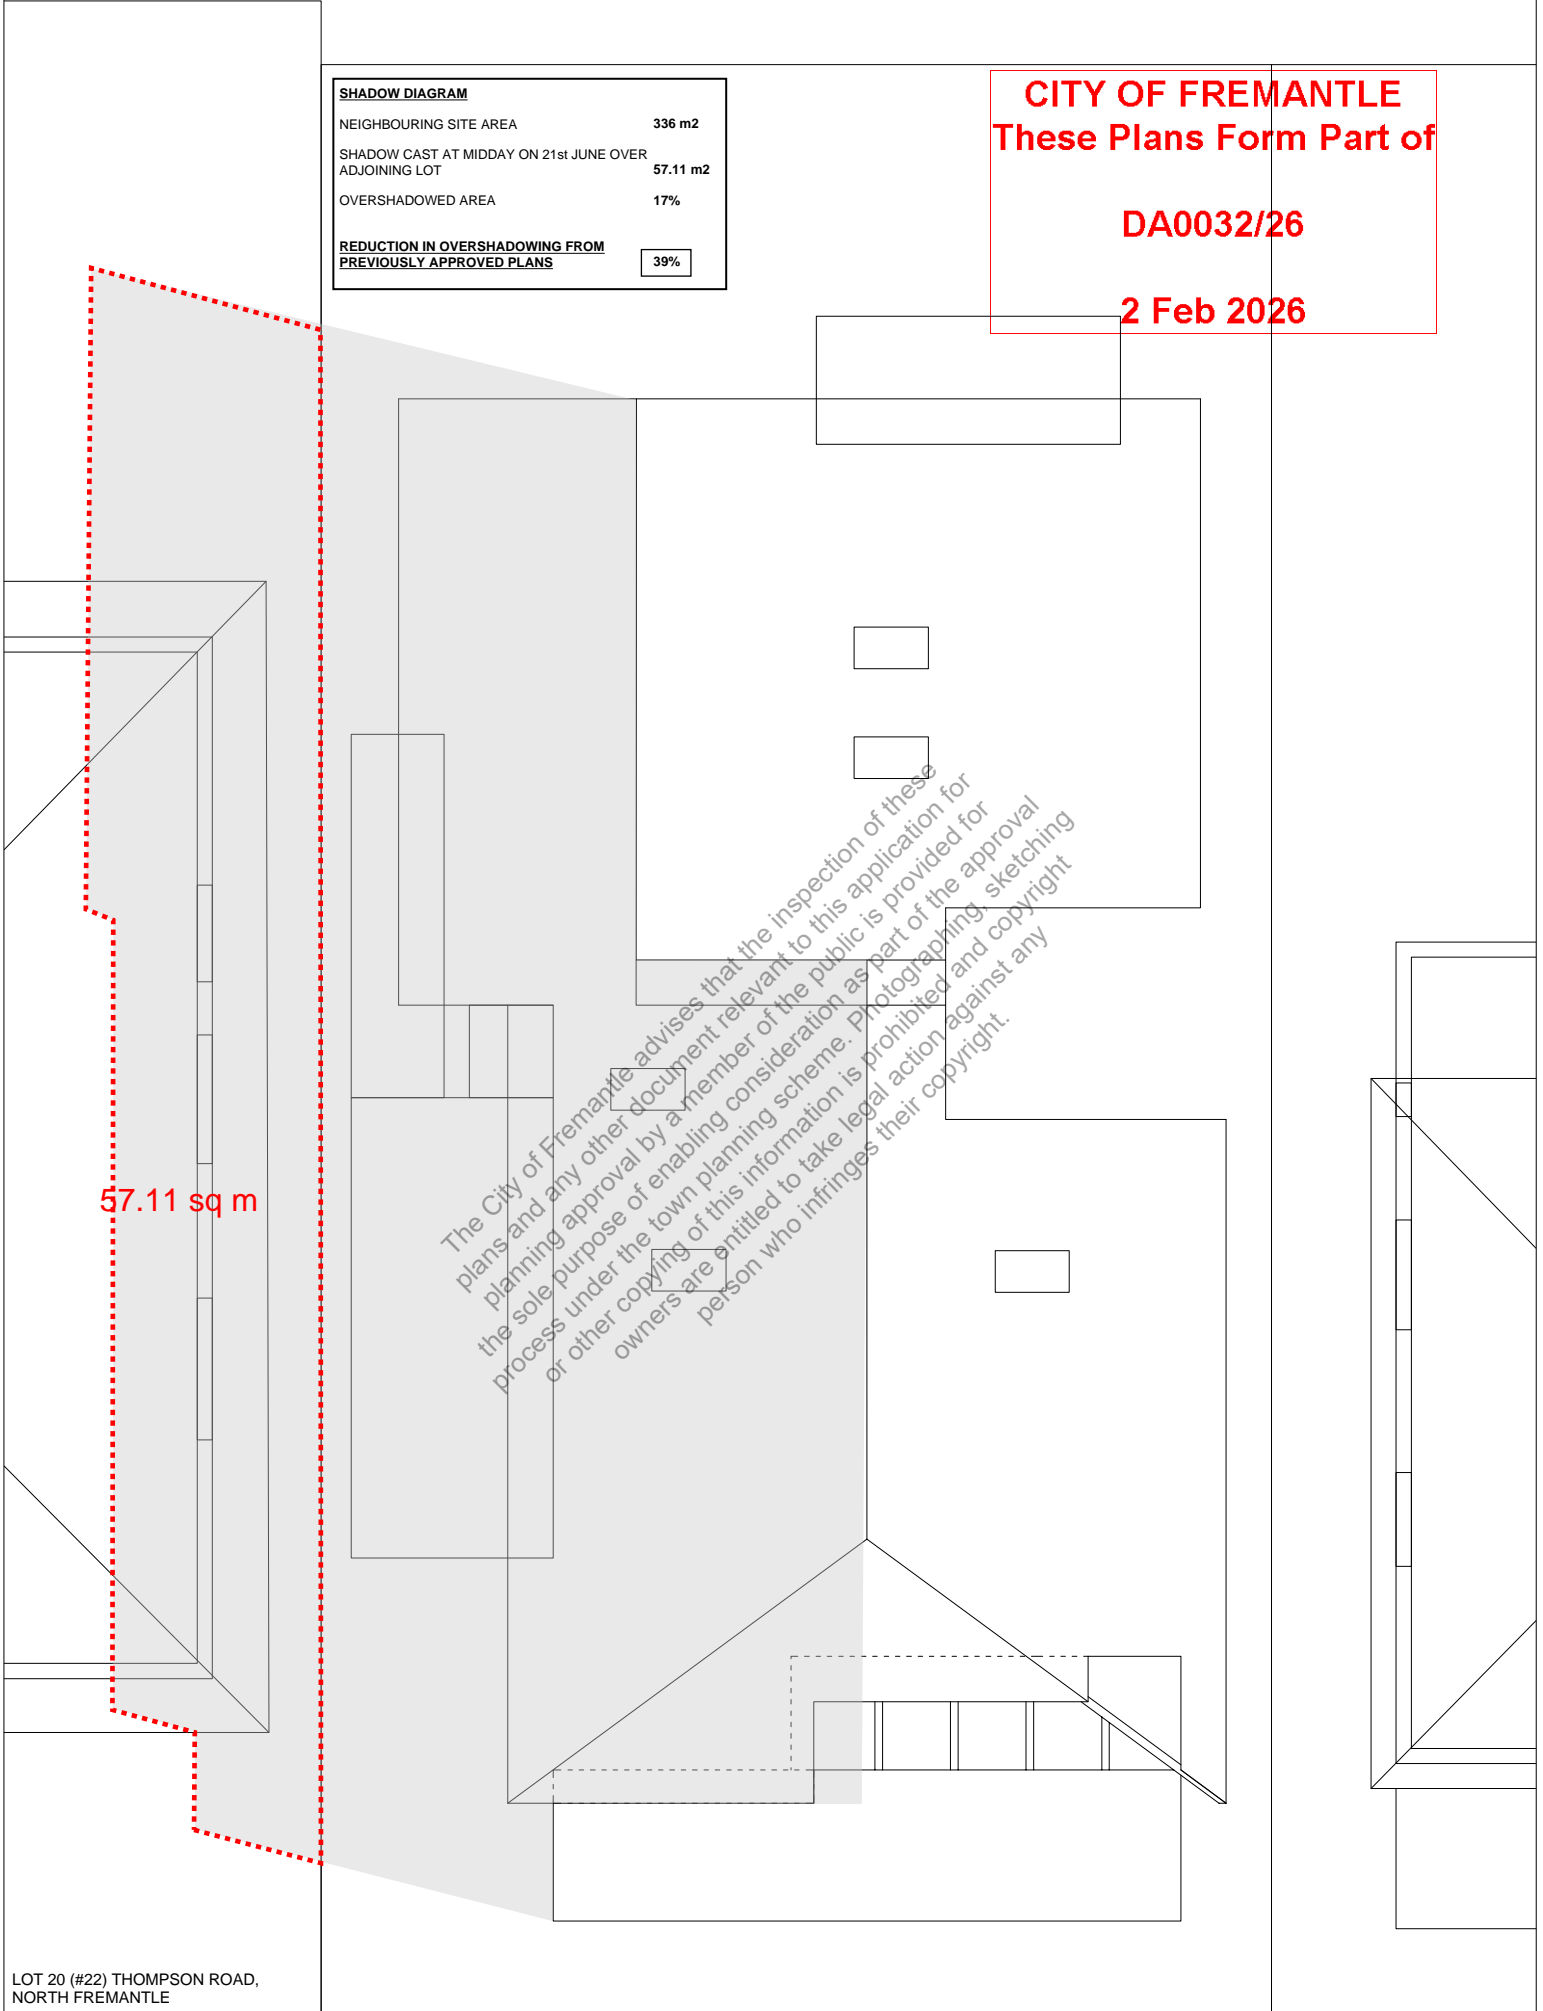 SHADOW DIAGRAM
NEIGHBOURING SITE AREA 336 m2
SHADOW CAST AT MIDDAY ON 21st JUNE OVER
ADJOINING LOT 57.11 m2
OVERSHADOWED AREA 17%
REDUCTION IN OVERSHADOWING FROM
PREVIOUSLY APPROVED PLANS 39%
CITY OF FREMANTLE
These Plans Form Part of
DA0032/26
2 Feb 2026
The City of Fremantle advises that the inspection of these
plans and any other document relevant to this application for
planning approval by a member of the public is provided for
the sole purpose of enabling consideration as part of the approval
process under the town planning scheme. Photographing, sketching
or other copying of this information is prohibited and copyright
owners are entitled to take legal action against any
person who infringes their copyright.
57.11 sq m
LOT 20 (#22) THOMPSON ROAD,
NORTH FREMANTLE